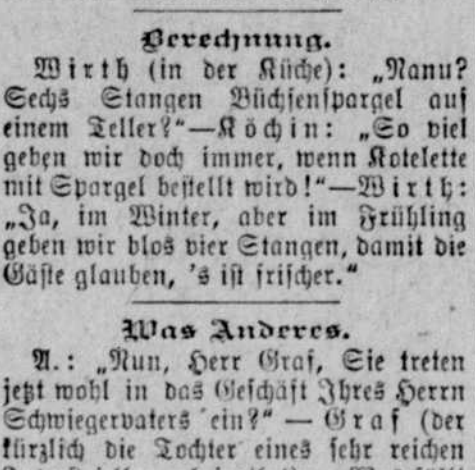 Berechnung.
Wirth (in der Küche): „Nanu?
Sechs Stangen Büchsenspargel auf
einem Teller?“—Köchin: „So viel
geben wir doch immer, wenn Kotelette
mit Spargel bestellt wird!“—Wirth:
„Ja, im Winter, aber im Frühling
geben wir blos vier Stangen, damit die
Gäste glauben, 's ist frischer.“
Was Anderes.
A.: „Nun, Herr Graf, Sie treten
jetzt wohl in das Geschäft Ihres Herrn
Schwiegervaters ein?“ — Graf (der
kürzlich die Tochter eines sehr reichen